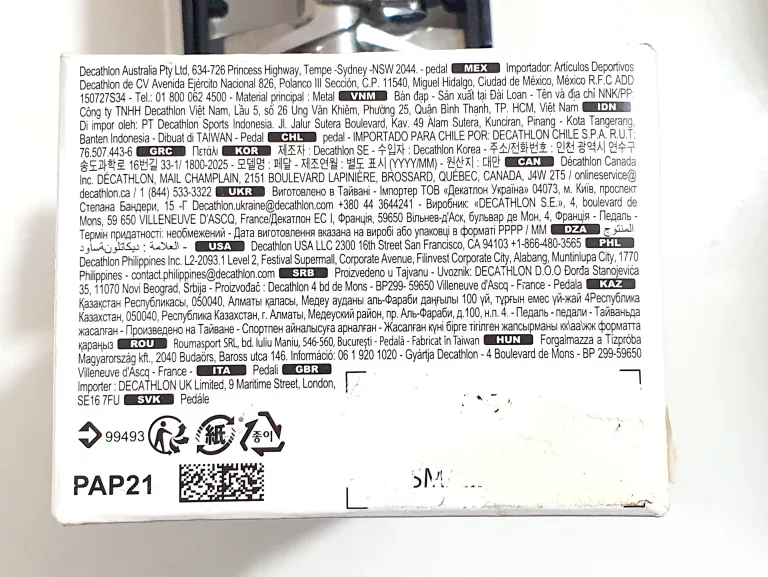 Decathlon Australia Pty Ltd, 634-726 Princess Highway, Tempe -Sydney -NSW 2044. - pedal MEX Importador: Artículos Deportivos
Decathlon de CV Avenida Ejército Nacional 826, Polanco III Sección, C.P. 11540, Miguel Hidalgo, Ciudad de México, México R.F.C ADD
150727S34 - Tel.: 01 800 062 4500 - Material principal : Metal VNM Bàn đạp - Sản xuất tại Đài Loan - Tên và địa chỉ NNK/PP:
Công ty TNHH Decathlon Việt Nam, Lầu 5, số 26 Ung Văn Khiêm, Phường 25, Quận Bình Thạnh, TP. HCM, Việt Nam IDN
Di impor oleh: PT Decathlon Sports Indonesia. Jl. Jalur Sutera Boulevard, Kav. 49 Alam Sutera, Kunciran, Pinang - Kota Tangerang,
Banten Indonesia - Dibuat di TAIWAN - Pedal CHL - pedal - IMPORTADO PARA CHILE POR: DECATHLON CHILE S.P.A. R.U.T:
76.507.443-6 GRC Πετάλι KOR 제조자 : Decathlon SE - 수입자 : Decathlon Korea - 주소/전화번호 : 인천 광역시 연수구
송도과학로 16번길 33-1/ 1800-2025 - 모델명 : 페달 - 제조연월 : 별도 표시 (YYYY/MM) - 원산지 : 대만 CAN Décathlon Canada
Inc. DÉCATHLON, MAIL CHAMPLAIN, 2151 BOULEVARD LAPINIÈRE, BROSSARD, QUÉBEC, CANADA, J4W 2T5 / onlineservice@
decathlon.ca / 1 (844) 533-3322 UKR Виготовлено в Тайвані - Імпортер ТОВ «Декатлон Україна» 04073, м. Київ, проспект
Степана Бандери, 15 -Г Decathlon.ukraine@decathlon.com +380 44 3644241 - Виробник: «DECATHLON S.E.», 4, boulevard de
Mons, 59 650 VILLENEUVE D'ASCQ, France/Декатлон ЕС І, Франція, 59650 Вільньов-д'Аск, бульвар де Мон, 4, Франция - Педаль -
Термін придатності: необмежений - Дата виготовлення вказана на виробі або упаковці в форматі РРРР / ММ DZA المنتوج
العلامة : ديكاتلون بدالة ساود - USA Decathlon USA LLC 2300 16th Street San Francisco, CA 94103 +1-866-480-3565 PHL
Decathlon Philippines Inc. L2-2093.1 Level 2, Festival Supermall, Corporate Avenue, Filinvest Corporate City, Alabang, Muntinlupa City, 1770
Philippines - contact.philippines@decathlon.com - SRB Proizvedeno u Tajvanu - Uvoznik: DECATHLON D.O.O Đorđa Stanojevića
35, 11070 Novi Beograd, Srbija - Proizvođač : Decathlon 4 bd de Mons - BP299- 59650 Villeneuve d'Ascq - France - Pedala KAZ
Қазақстан Республикасы, 050040, Алматы қаласы, Медеу ауданы аль-Фараби даңғылы 100 үй, тұрғын емес үй-жай 4Республика
Казахстан, 050040, Республика Казахстан, г. Алматы, Медеуский район, пр. Аль-Фараби, д.100, н.п. 4. - Педаль - педали - Тайваньда
жасалған - Произведено на Тайване - Спортпен айналысуға арналған - Жасалған күні бірге тігілген жапсырманы кк\аа\жж форматта
қараңыз ROU Roumasport SRL, bd. Iuliu Maniu, 546-560, București - Pedală - Fabricat în Taiwan HUN Forgalmazza a Tízpróba
Magyarország kft., 2040 Budaörs, Baross utca 146. Információ: 06 1 920 1020 - Gyártja Decathlon - 4 Boulevard de Mons - BP 299-59650
Villeneuve d'Ascq - France - ITA Pedali GBR
Importer : DECATHLON UK Limited, 9 Maritime Street, London,
SE16 7FU SVK Pedále
99493 紙 종이
PAP21